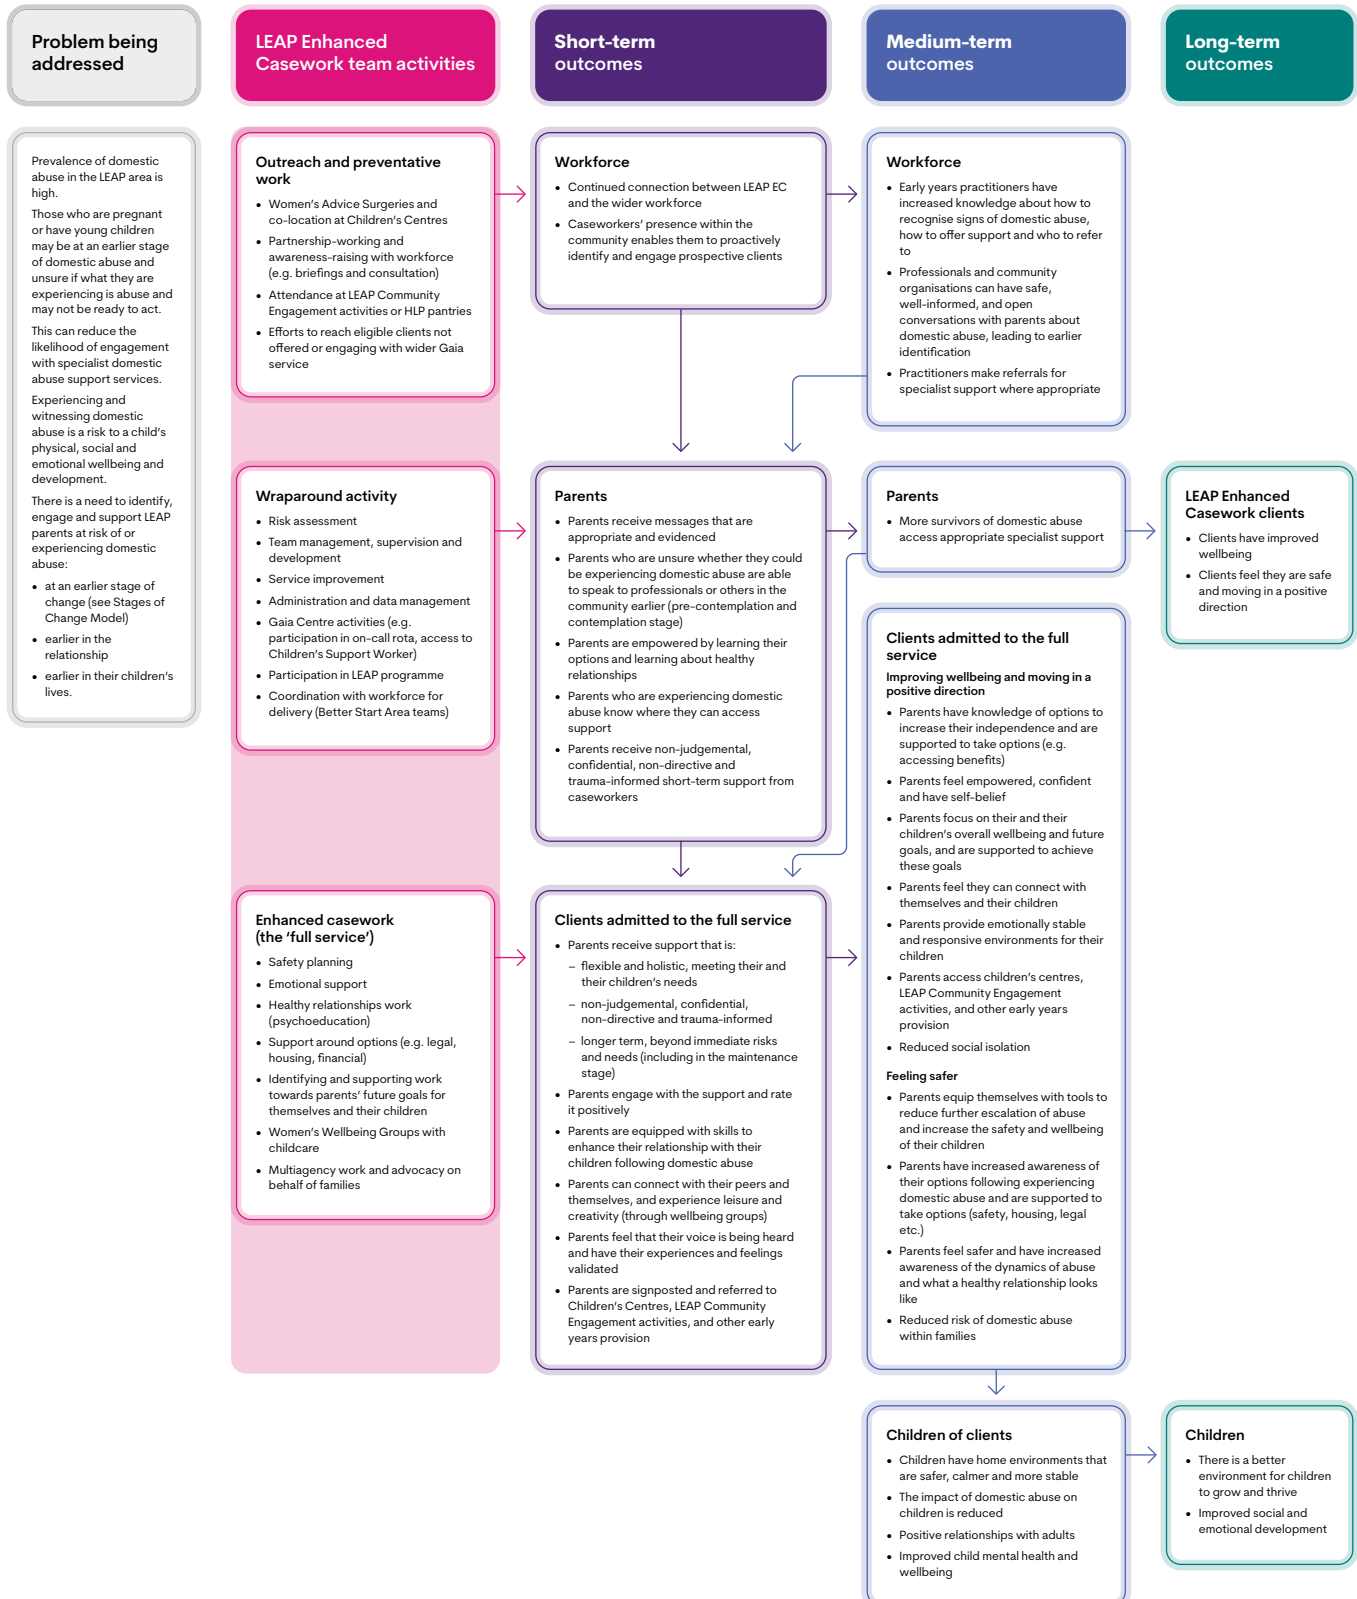 Problem being
addressed
LEAP Enhanced
Casework team activities
Short-term
outcomes
Medium-term
outcomes
Long-term
outcomes
Prevalence of domestic
abuse in the LEAP area is
high.
Those who are pregnant
or have young children
may be at an earlier stage
of domestic abuse and
unsure if what they are
experiencing is abuse and
may not be ready to act.
This can reduce the
likelihood of engagement
with specialist domestic
abuse support services.
Experiencing and
witnessing domestic
abuse is a risk to a child's
physical, social and
emotional wellbeing and
development.
There is a need to identify,
engage and support LEAP
parents at risk of or
experiencing domestic
abuse:
• at an earlier stage of
change (see Stages of
Change Model)
• earlier in the
relationship
• earlier in their children's
lives.
Outreach and preventative
work
• Women's Advice Surgeries and
co-location at Children's Centres
• Partnership-working and
awareness-raising with workforce
(e.g. briefings and consultation)
• Attendance at LEAP Community
Engagement activities or HLP pantries
• Efforts to reach eligible clients not
offered or engaging with wider Gaia
service
Wraparound activity
• Risk assessment
• Team management, supervision and
development
• Service improvement
• Administration and data management
• Gaia Centre activities (e.g.
participation in on-call rota, access to
Children's Support Worker)
• Participation in LEAP programme
• Coordination with workforce for
delivery (Better Start Area teams)
Enhanced casework
(the 'full service')
• Safety planning
• Emotional support
• Healthy relationships work
(psychoeducation)
• Support around options (e.g. legal,
housing, financial)
• Identifying and supporting work
towards parents' future goals for
themselves and their children
• Women's Wellbeing Groups with
childcare
• Multiagency work and advocacy on
behalf of families
Workforce
• Continued connection between LEAP EC
and the wider workforce
• Caseworkers' presence within the
community enables them to proactively
identify and engage prospective clients
Parents
• Parents receive messages that are
appropriate and evidenced
• Parents who are unsure whether they could
be experiencing domestic abuse are able
to speak to professionals or others in the
community earlier (pre-contemplation and
contemplation stage)
• Parents are empowered by learning their
options and learning about healthy
relationships
• Parents who are experiencing domestic
abuse know where they can access
support
• Parents receive non-judgemental,
confidential, non-directive and
trauma-informed short-term support from
caseworkers
Clients admitted to the full service
• Parents receive support that is:
– flexible and holistic, meeting their and
their children's needs
– non-judgemental, confidential,
non-directive and trauma-informed
– longer term, beyond immediate risks
and needs (including in the maintenance
stage)
• Parents engage with the support and rate
it positively
• Parents are equipped with skills to
enhance their relationship with their
children following domestic abuse
• Parents can connect with their peers and
themselves, and experience leisure and
creativity (through wellbeing groups)
• Parents feel that their voice is being heard
and have their experiences and feelings
validated
• Parents are signposted and referred to
Children's Centres, LEAP Community
Engagement activities, and other early
years provision
Workforce
• Early years practitioners have
increased knowledge about how to
recognise signs of domestic abuse,
how to offer support and who to refer
to
• Professionals and community
organisations can have safe,
well-informed, and open
conversations with parents about
domestic abuse, leading to earlier
identification
• Practitioners make referrals for
specialist support where appropriate
Parents
• More survivors of domestic abuse
access appropriate specialist support
Clients admitted to the full
service
Improving wellbeing and moving in a
positive direction
• Parents have knowledge of options to
increase their independence and are
supported to take options (e.g.
accessing benefits)
• Parents feel empowered, confident
and have self-belief
• Parents focus on their and their
children's overall wellbeing and future
goals, and are supported to achieve
these goals
• Parents feel they can connect with
themselves and their children
• Parents provide emotionally stable
and responsive environments for their
children
• Parents access children's centres,
LEAP Community Engagement
activities, and other early years
provision
• Reduced social isolation
Feeling safer
• Parents equip themselves with tools to
reduce further escalation of abuse
and increase the safety and wellbeing
of their children
• Parents have increased awareness of
their options following experiencing
domestic abuse and are supported to
take options (safety, housing, legal
etc.)
• Parents feel safer and have increased
awareness of the dynamics of abuse
and what a healthy relationship looks
like
• Reduced risk of domestic abuse
within families
Children of clients
• Children have home environments that
are safer, calmer and more stable
• The impact of domestic abuse on
children is reduced
• Positive relationships with adults
• Improved child mental health and
wellbeing
LEAP Enhanced
Casework clients
• Clients have improved
wellbeing
• Clients feel they are safe
and moving in a positive
direction
Children
• There is a better
environment for children
to grow and thrive
• Improved social and
emotional development